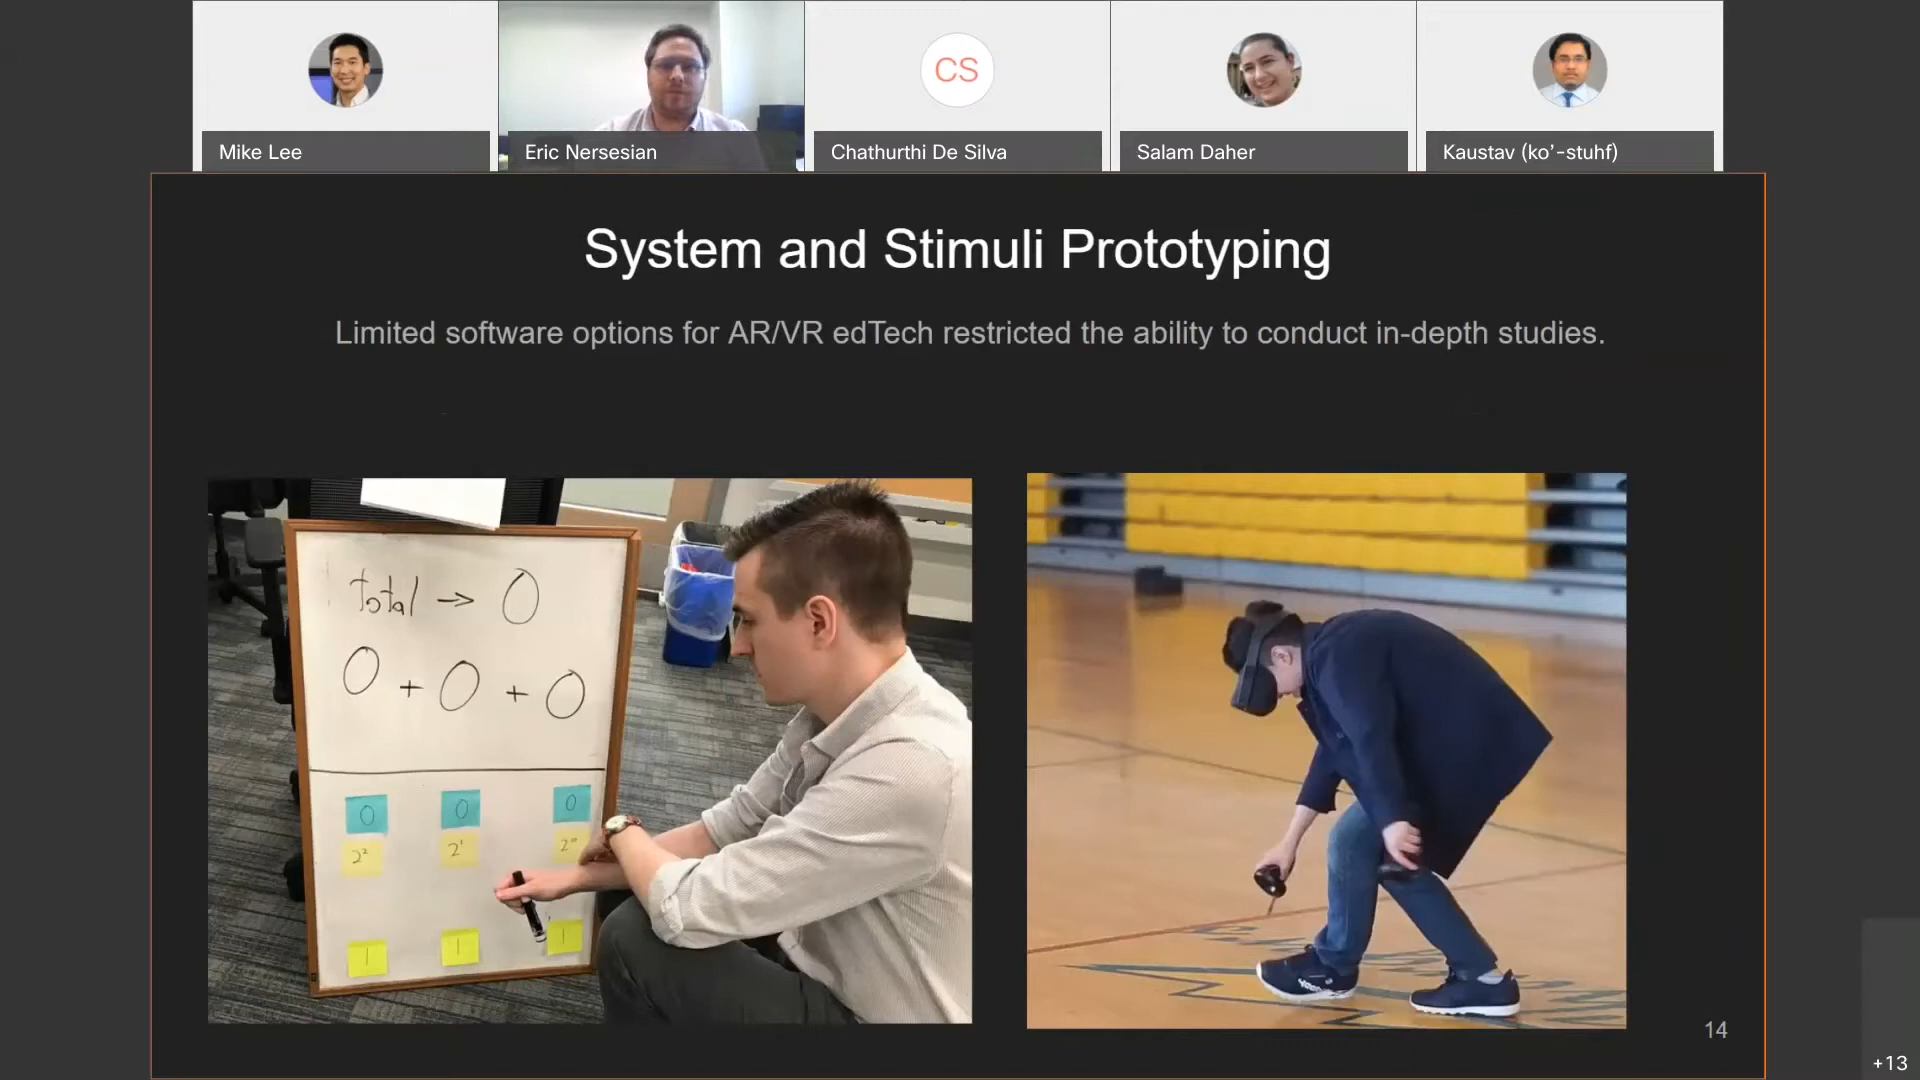 Mike Lee
Eric Nersesian
CS
Chathurthi De Silva
Salam Daher
Kaustav (ko’-stuhf)
System and Stimuli Prototyping
Limited software options for AR/VR edTech restricted the ability to conduct in-depth studies.
total → 0
0 + 0 + 0
0 0 0
2² 2¹ 2⁰
1 1 1
14
+13